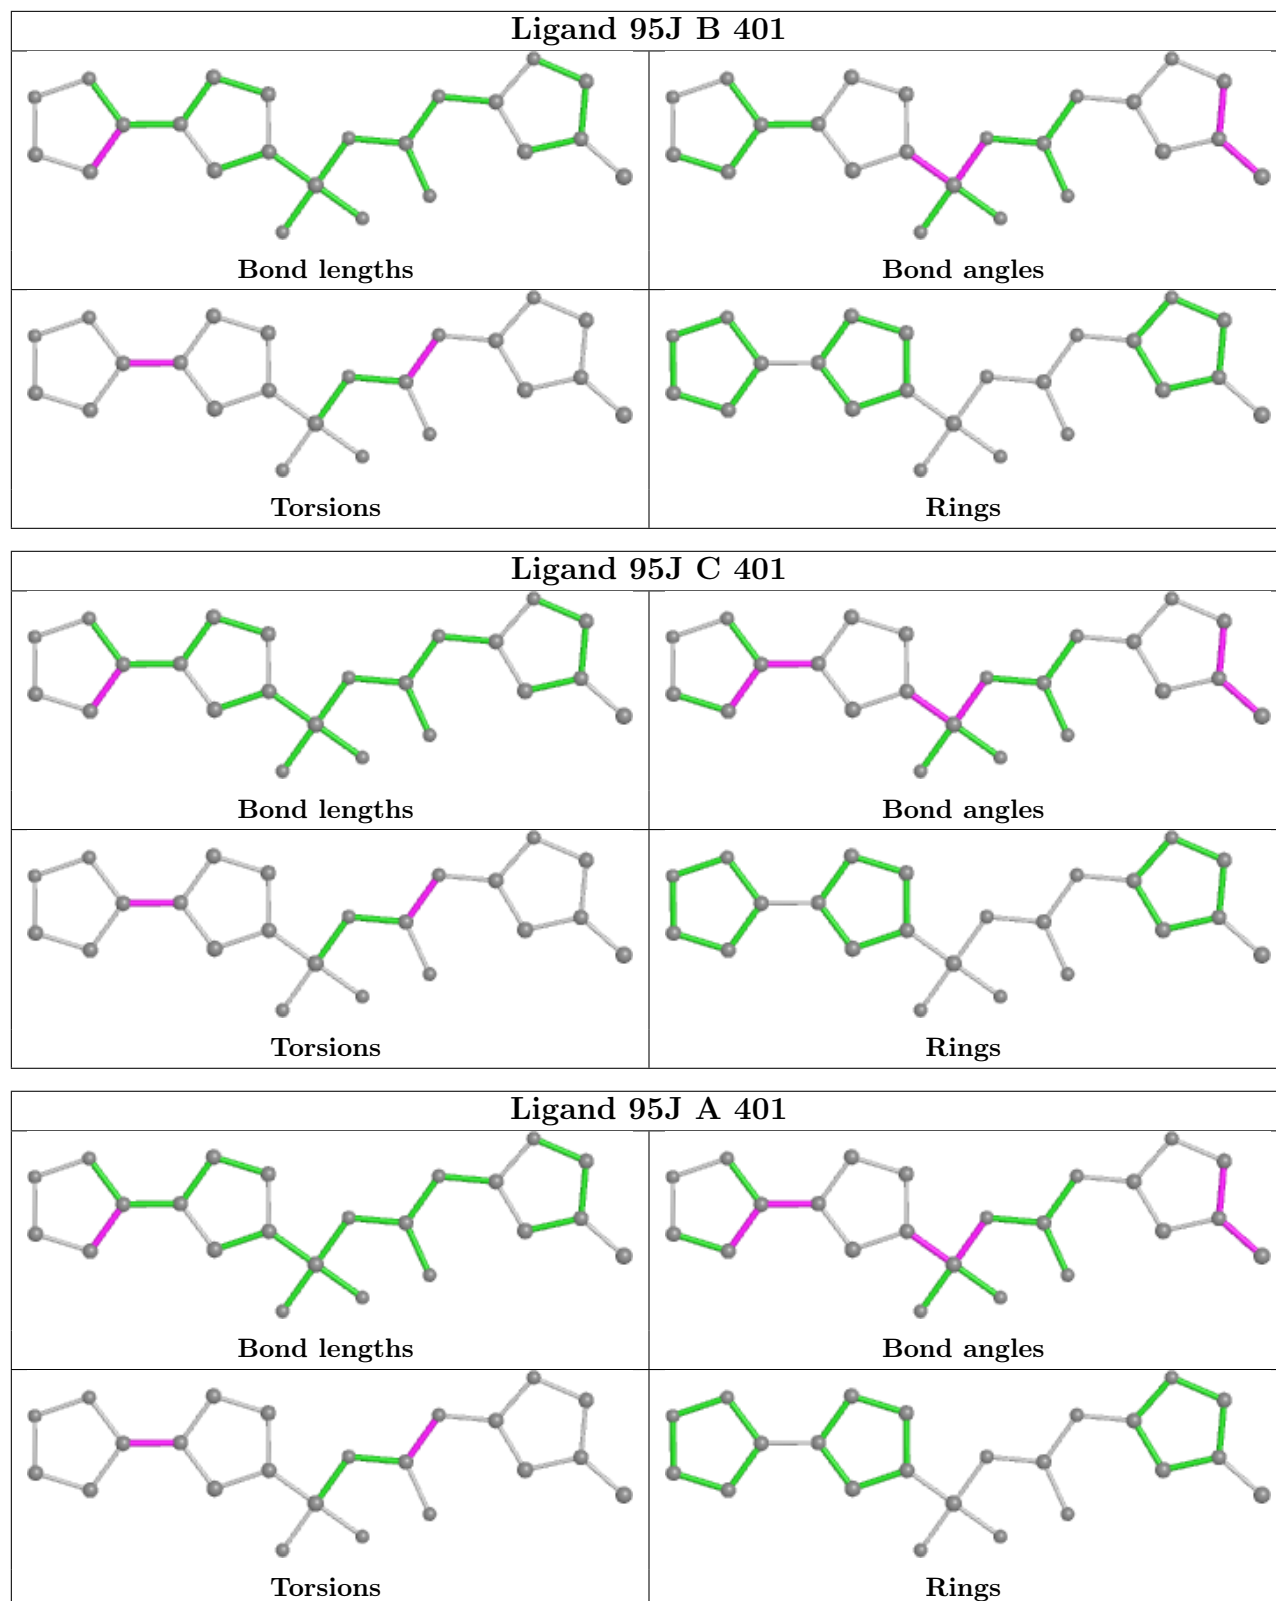 Ligand 95J B 401
Bond lengths
Bond angles
Torsions
Rings
Ligand 95J C 401
Bond lengths
Bond angles
Torsions
Rings
Ligand 95J A 401
Bond lengths
Bond angles
Torsions
Rings